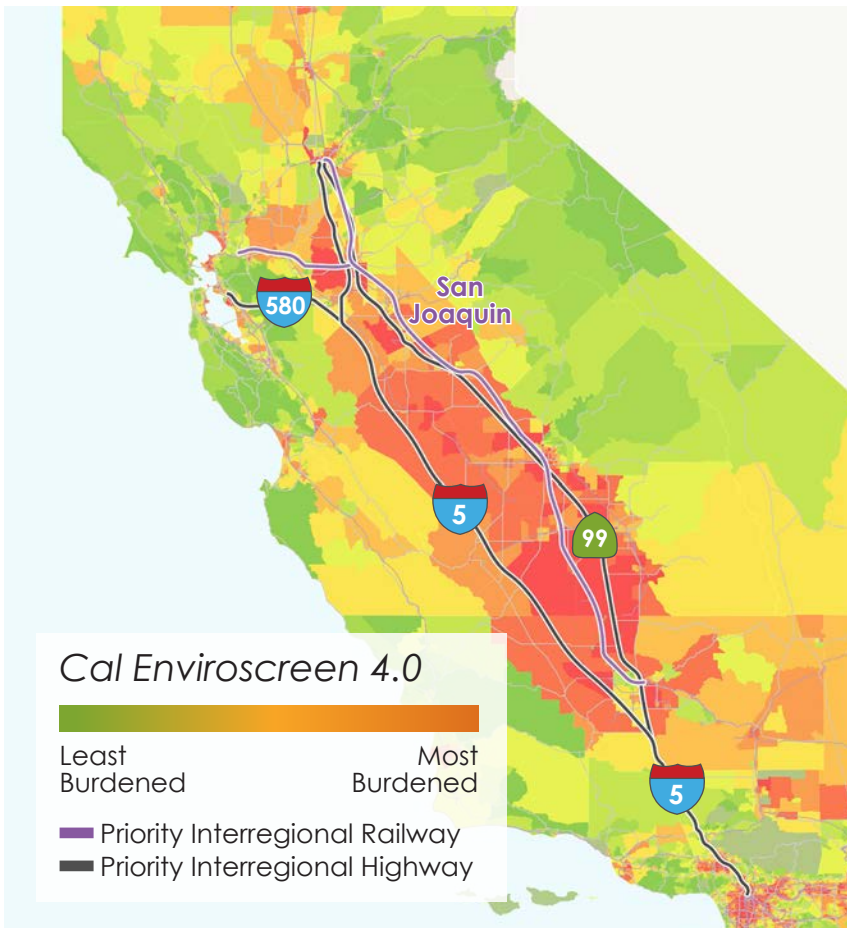 580
San
Joaquin
5
99
Cal Enviroscreen 4.0
Least
Burdened
Most
Burdened
Priority Interregional Railway
Priority Interregional Highway
5